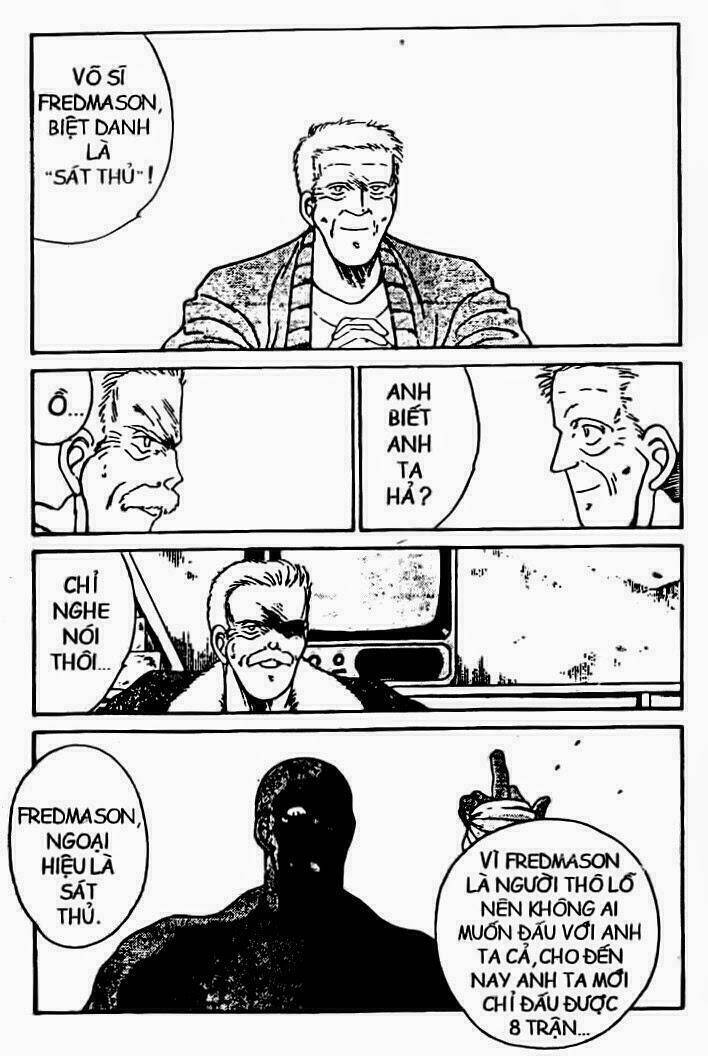 VÕ SĨ
FREDMASON,
BIỆT DANH
LÀ
"SÁT THỦ"!
Ồ...
ANH
BIẾT
ANH
TA
HẢ?
CHỈ
NGHE
NÓI
THÔI...
FREDMASON,
NGOẠI
HIỆU LÀ
SÁT
THỦ.
VÌ FREDMASON
LÀ NGƯỜI THÔ LỖ
NÊN KHÔNG AI
MUỐN ĐẤU VỚI ANH
TA CẢ, CHO ĐẾN
NAY ANH TA MỚI
CHỈ ĐẤU ĐƯỢC
8 TRẬN...